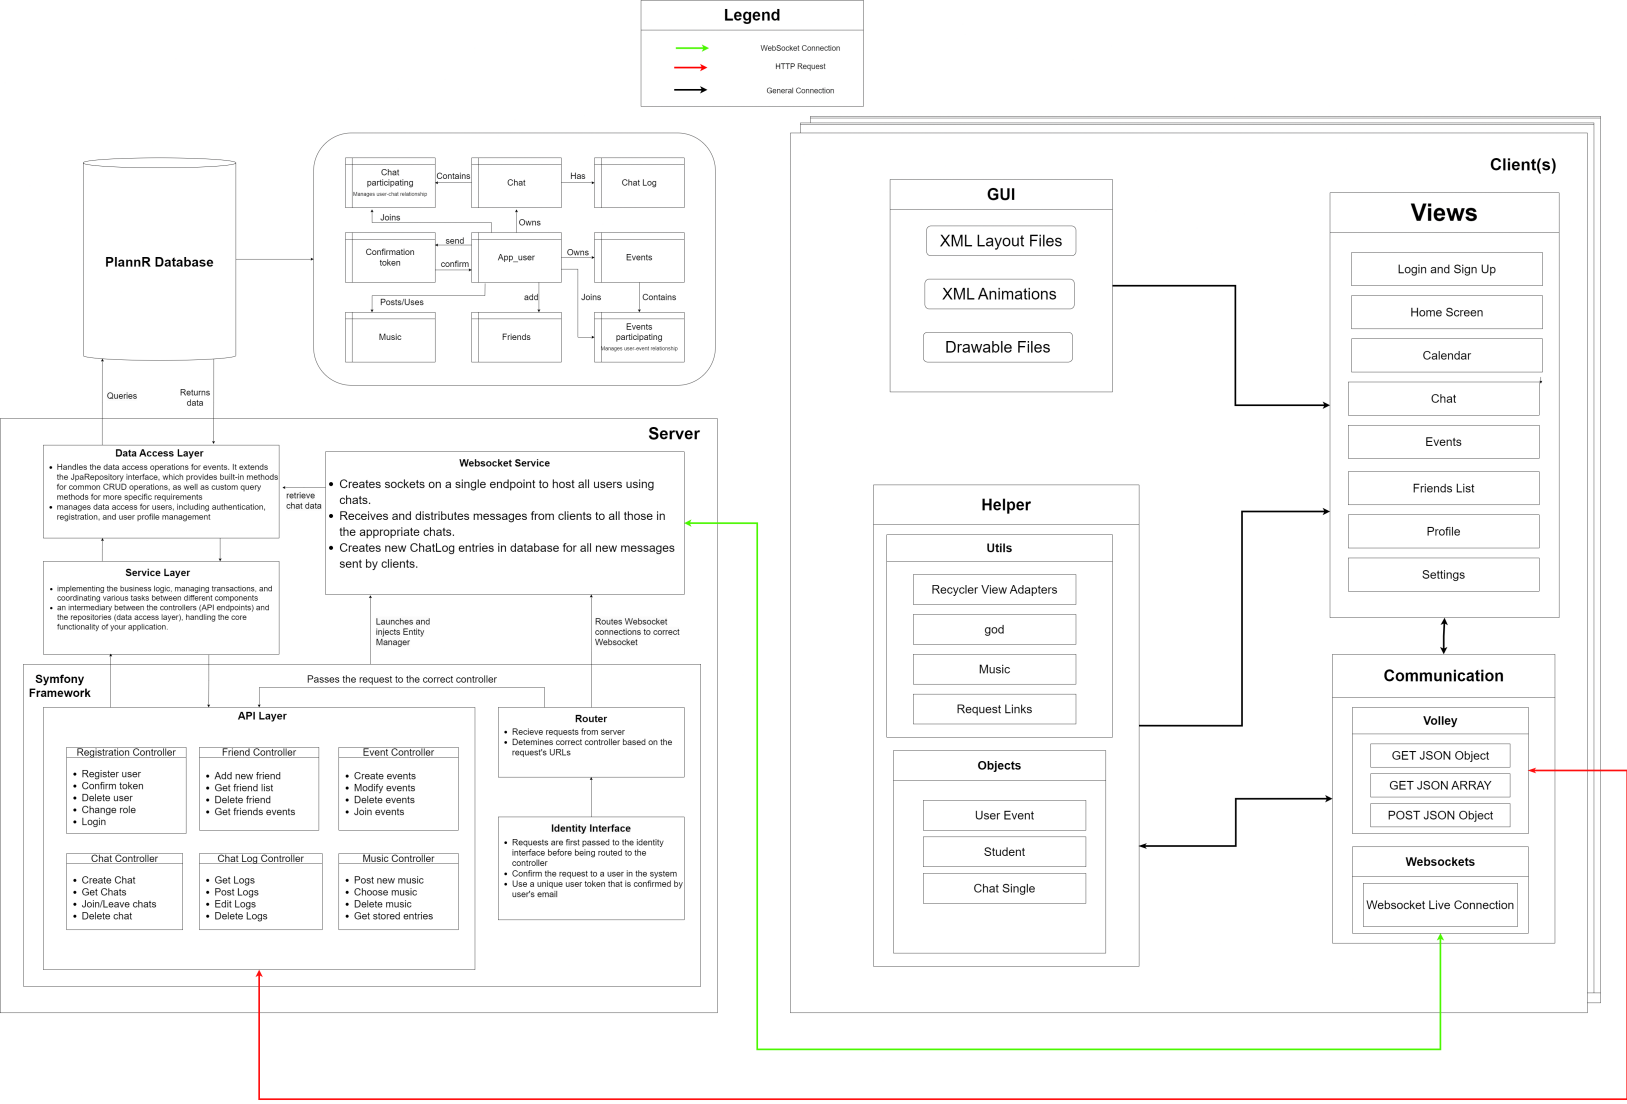 Legend
WebSocket Connection
HTTP Request
General Connection
PlannR Database
Chat
participating
Manages user-chat relationship
Contains
Chat
Has
Chat Log
Joins
Owns
Confirmation
token
send
confirm
App_user
Owns
Events
Posts/Uses
add
Joins
Contains
Music
Friends
Events
participating
Manages user-event relationship
Queries
Returns
data
Server
Data Access Layer
Handles the data access operations for events. It extends
the JpaRepository interface, which provides built-in methods
for common CRUD operations, as well as custom query
methods for more specific requirements
manages data access for users, including authentication,
registration, and user profile management
retrieve
chat data
Websocket Service
Creates sockets on a single endpoint to host all users using
chats.
Receives and distributes messages from clients to all those in
the appropriate chats.
Creates new ChatLog entries in database for all new messages
sent by clients.
Service Layer
implementing the business logic, managing transactions, and
coordinating various tasks between different components
an intermediary between the controllers (API endpoints) and
the repositories (data access layer), handling the core
functionality of your application.
Launches and
injects Entity
Manager
Routes Websocket
connections to correct
Websocket
Symfony
Framework
Passes the request to the correct controller
API Layer
Registration Controller
Register user
Confirm token
Delete user
Change role
Login
Friend Controller
Add new friend
Get friend list
Delete friend
Get friends events
Event Controller
Create events
Modify events
Delete events
Join events
Chat Controller
Create Chat
Get Chats
Join/Leave chats
Delete chat
Chat Log Controller
Get Logs
Post Logs
Edit Logs
Delete Logs
Music Controller
Post new music
Choose music
Delete music
Get stored entries
Router
Recieve requests from server
Detemines correct controller based on the
request's URLs
Identity Interface
Requests are first passed to the identity
interface before being routed to the
controller
Confirm the request to a user in the system
Use a unique user token that is confirmed by
user's email
Client(s)
GUI
XML Layout Files
XML Animations
Drawable Files
Views
Login and Sign Up
Home Screen
Calendar
Chat
Events
Friends List
Profile
Settings
Helper
Utils
Recycler View Adapters
god
Music
Request Links
Objects
User Event
Student
Chat Single
Communication
Volley
GET JSON Object
GET JSON ARRAY
POST JSON Object
Websockets
Websocket Live Connection